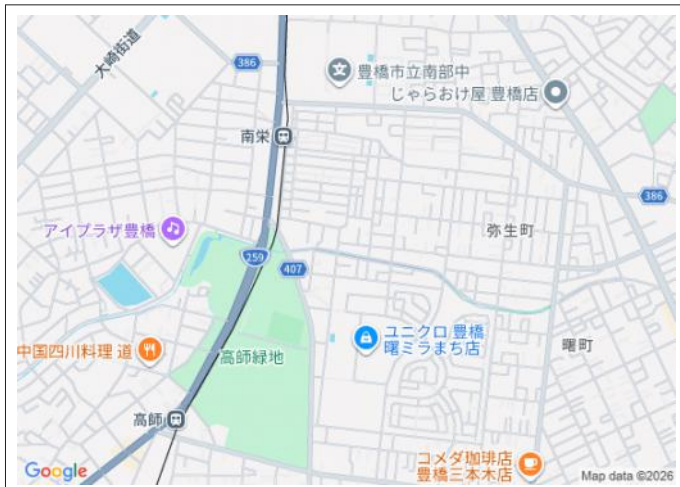 大崎街道
386
豊橋市立南部中
じゃらおけ屋 豊橋店
南栄
386
アイプラザ豊橋
弥生町
259
407
ユニクロ 豊橋
曙ミラまち店
中国四川料理 道
高師緑地
曙町
高師
コメダ珈琲店
豊橋三本木店
Google
Map data ©2026